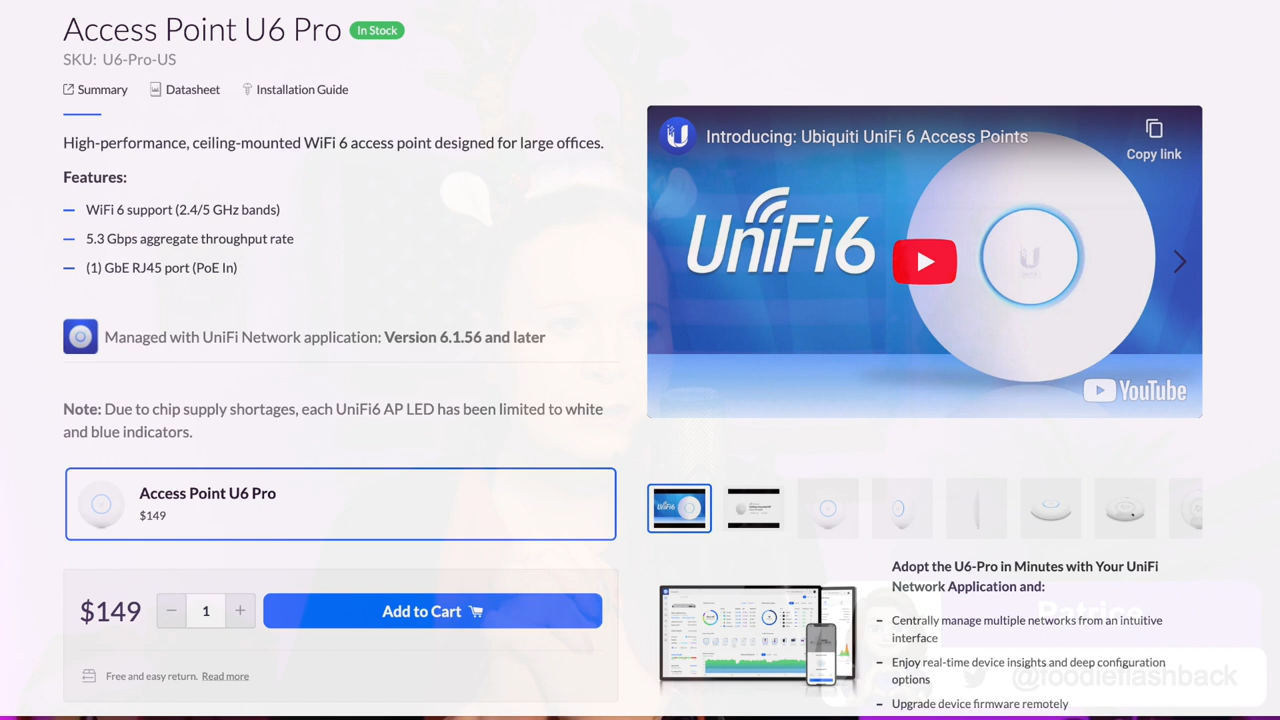 Access Point U6 Pro
In Stock
SKU: U6-Pro-US
Summary
Datasheet
Installation Guide
High-performance, ceiling-mounted WiFi 6 access point designed for large offices.
Features:
WiFi 6 support (2.4/5 GHz bands)
5.3 Gbps aggregate throughput rate
(1) GbE RJ45 port (PoE In)
Managed with UniFi Network application: Version 6.1.56 and later
Note: Due to chip supply shortages, each UniFi6 AP LED has been limited to white
and blue indicators.
Access Point U6 Pro
$149
$149
− 1 +
Add to Cart
Free and easy return. Read more
Introducing: Ubiquiti UniFi 6 Access Points
Copy link
UniFi6
YouTube
Adopt the U6-Pro in Minutes with Your UniFi
Network Application and:
Centrally manage multiple networks from an intuitive
interface
Enjoy real-time device insights and deep configuration
options
Upgrade device firmware remotely
@foodieflashback